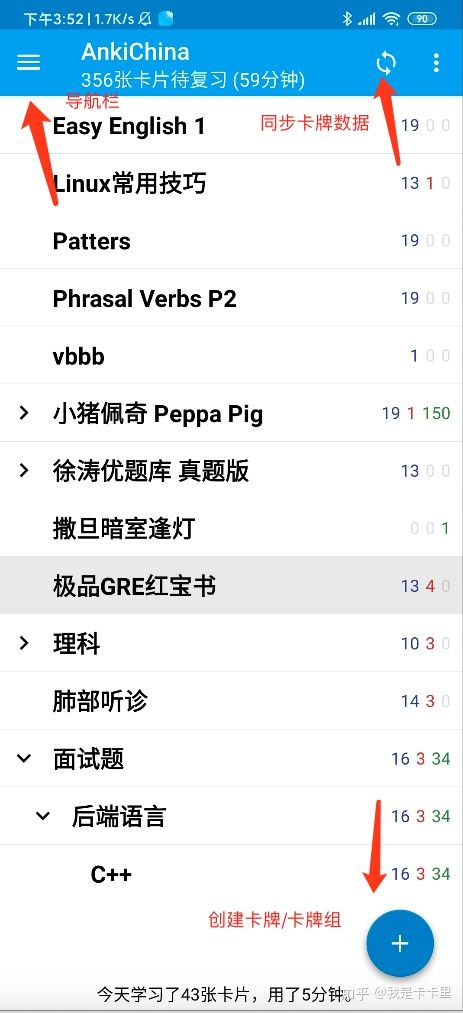 下午3:52 | 1.7K/s
90
AnkiChina
356张卡片待复习 (59分钟)
导航栏
同步卡牌数据
Easy English 1 19 0 0
Linux常用技巧 13 1 0
Patters 19 0 0
Phrasal Verbs P2 19 0 0
vbbb 1 0 0
小猪佩奇 Peppa Pig 19 1 150
徐涛优题库 真题版 13 0 0
撒旦暗室逢灯 0 0 1
极品GRE红宝书 13 4 0
理科 10 3 0
肺部听诊 14 3 0
面试题 16 3 34
后端语言 16 3 34
C++ 16 3 34
创建卡牌/卡牌组
今天学习了43张卡片，用了5分钟。
知乎 @我是卡卡里